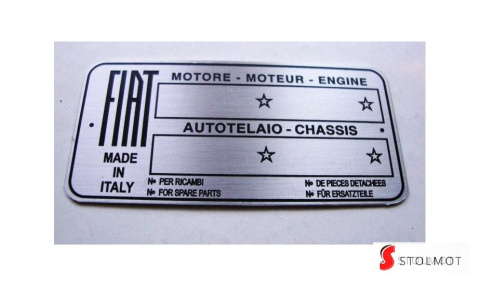 FIAT
MOTORE - MOTEUR - ENGINE
AUTOTELAIO - CHASSIS
MADE
IN
ITALY
No PER RICAMBI
No FOR SPARE PARTS
No DE PIECES DETACHEES
No FÜR ERSATZTEILE
STOLMOT